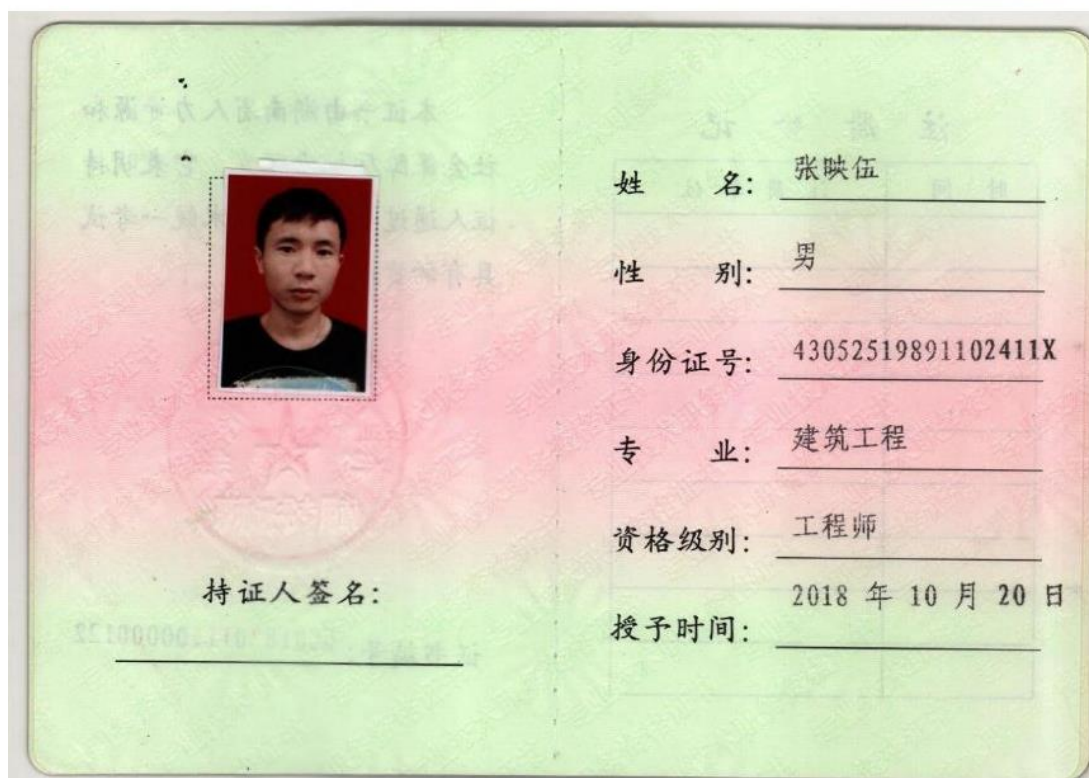 持证人签名:
姓 名: 张映伍
性 别: 男
身份证号: 43052519891102411X
专 业: 建筑工程
资格级别: 工程师
授予时间: 2018 年 10 月 20 日